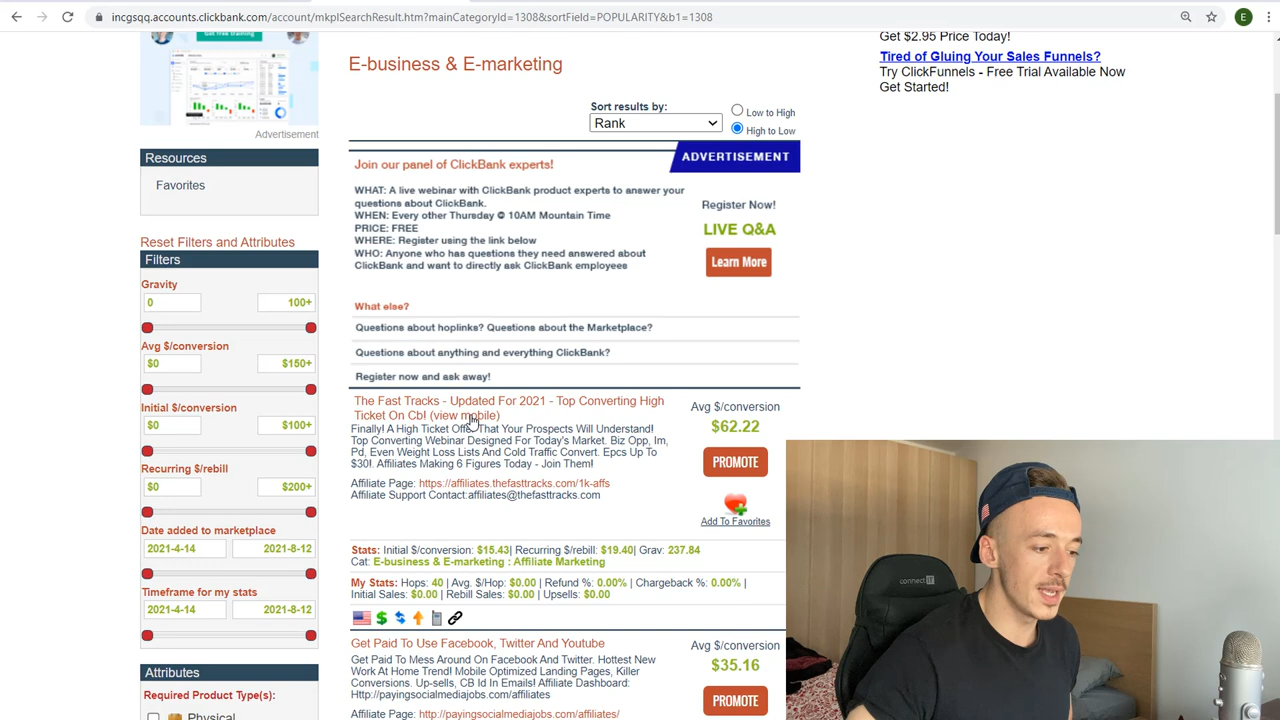 incgsqq.accounts.clickbank.com/account/mkplSearchResult.htm?mainCategoryId=1308&sortField=POPULARITY&b1=1308
E
Get free training
Advertisement
Resources
Favorites
Reset Filters and Attributes
Filters
Gravity
0
100+
Avg $/conversion
$0
$150+
Initial $/conversion
$0
$100+
Recurring $/rebill
$0
$200+
Date added to marketplace
2021-4-14
2021-8-12
Timeframe for my stats
2021-4-14
2021-8-12
Attributes
Required Product Type(s):
Physical
E-business & E-marketing
Sort results by:
Rank
Low to High
High to Low
ADVERTISEMENT
Join our panel of ClickBank experts!
WHAT: A live webinar with ClickBank product experts to answer your
questions about ClickBank.
WHEN: Every other Thursday @ 10AM Mountain Time
PRICE: FREE
WHERE: Register using the link below
WHO: Anyone who has questions they need answered about
ClickBank and want to directly ask ClickBank employees
Register Now!
LIVE Q&A
Learn More
What else?
Questions about hoplinks? Questions about the Marketplace?
Questions about anything and everything ClickBank?
Register now and ask away!
The Fast Tracks - Updated For 2021 - Top Converting High
Ticket On Cb! (view mobile)
Finally! A High Ticket Offer That Your Prospects Will Understand!
Top Converting Webinar Designed For Today's Market. Biz Opp, Im,
Pd, Even Weight Loss Lists And Cold Traffic Convert. Epcs Up To
$30!. Affiliates Making 6 Figures Today - Join Them!
Affiliate Page: https://affiliates.thefasttracks.com/1k-affs
Affiliate Support Contact:affiliates@thefasttracks.com
Avg $/conversion
$62.22
PROMOTE
Add To Favorites
Stats: Initial $/conversion: $15.43| Recurring $/rebill: $19.40| Grav: 237.84
Cat: E-business & E-marketing : Affiliate Marketing
My Stats: Hops: 40 | Avg. $/Hop: $0.00 | Refund %: 0.00% | Chargeback %: 0.00% |
Initial Sales: $0.00 | Rebill Sales: $0.00 | Upsells: $0.00
Get Paid To Use Facebook, Twitter And Youtube
Get Paid To Mess Around On Facebook And Twitter. Hottest New
Work At Home Trend! Mobile Optimized Landing Pages, Killer
Conversions. Up-sells, CB Id In Emails! Affiliate Dashboard:
Http://payingsocialmediajobs.com/affiliates
Affiliate Page: http://payingsocialmediajobs.com/affiliates/
Avg $/conversion
$35.16
PROMOTE
Get $2.95 Price Today!
Tired of Gluing Your Sales Funnels?
Try ClickFunnels - Free Trial Available Now
Get Started!
connect IT